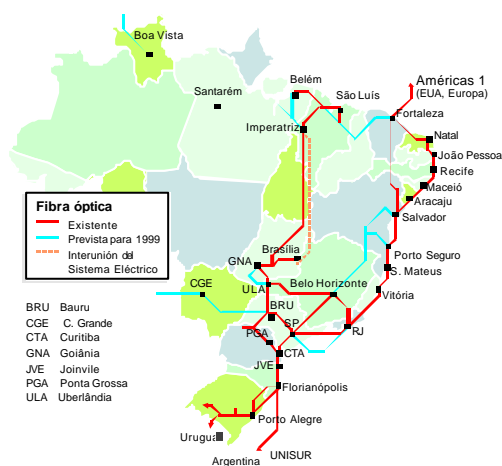 Boa Vista
Belém
Américas 1
(EUA, Europa)
Santarém
São Luís
Imperatriz
Fortaleza
Natal
João Pessoa
Recife
Maceió
Aracaju
Salvador
Fibra óptica
Existente
Prevista para 1999
Interunión del
Sistema Eléctrico
Brasília
GNA
Porto Seguro
S. Mateus
CGE
ULA
Belo Horizonte
Vitória
BRU
SP
RJ
PGA
CTA
JVE
Florianópolis
BRU Bauru
CGE C. Grande
CTA Curitiba
GNA Goiânia
JVE Joinvile
PGA Ponta Grossa
ULA Uberlândia
Porto Alegre
Urugua
UNISUR
Argentina